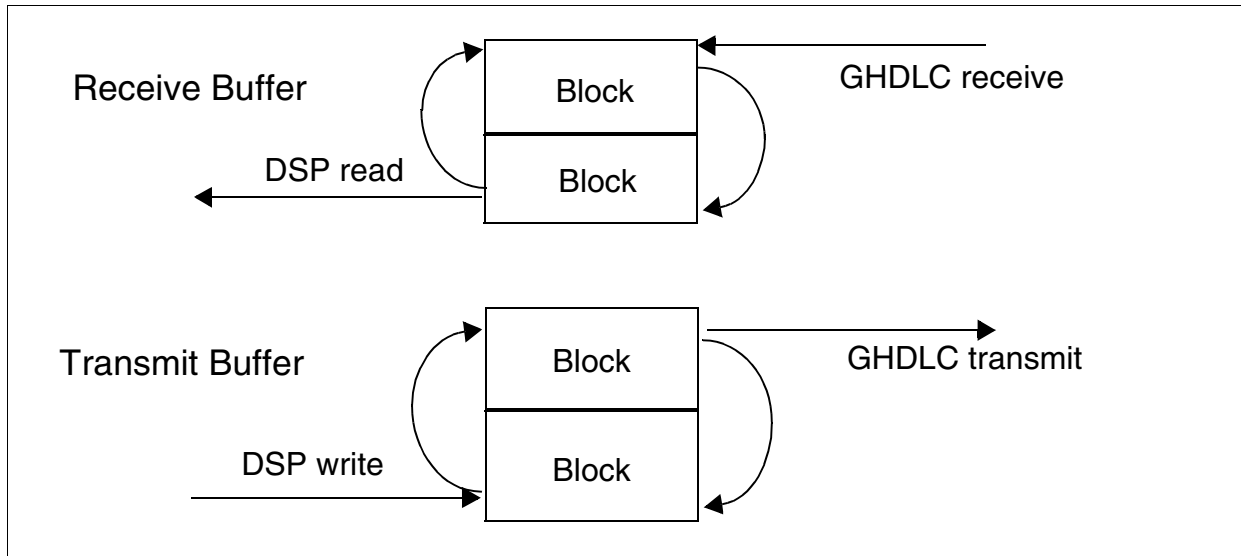 Receive Buffer
Block
GHDLC receive
DSP read
Block
Transmit Buffer
Block
GHDLC transmit
DSP write
Block